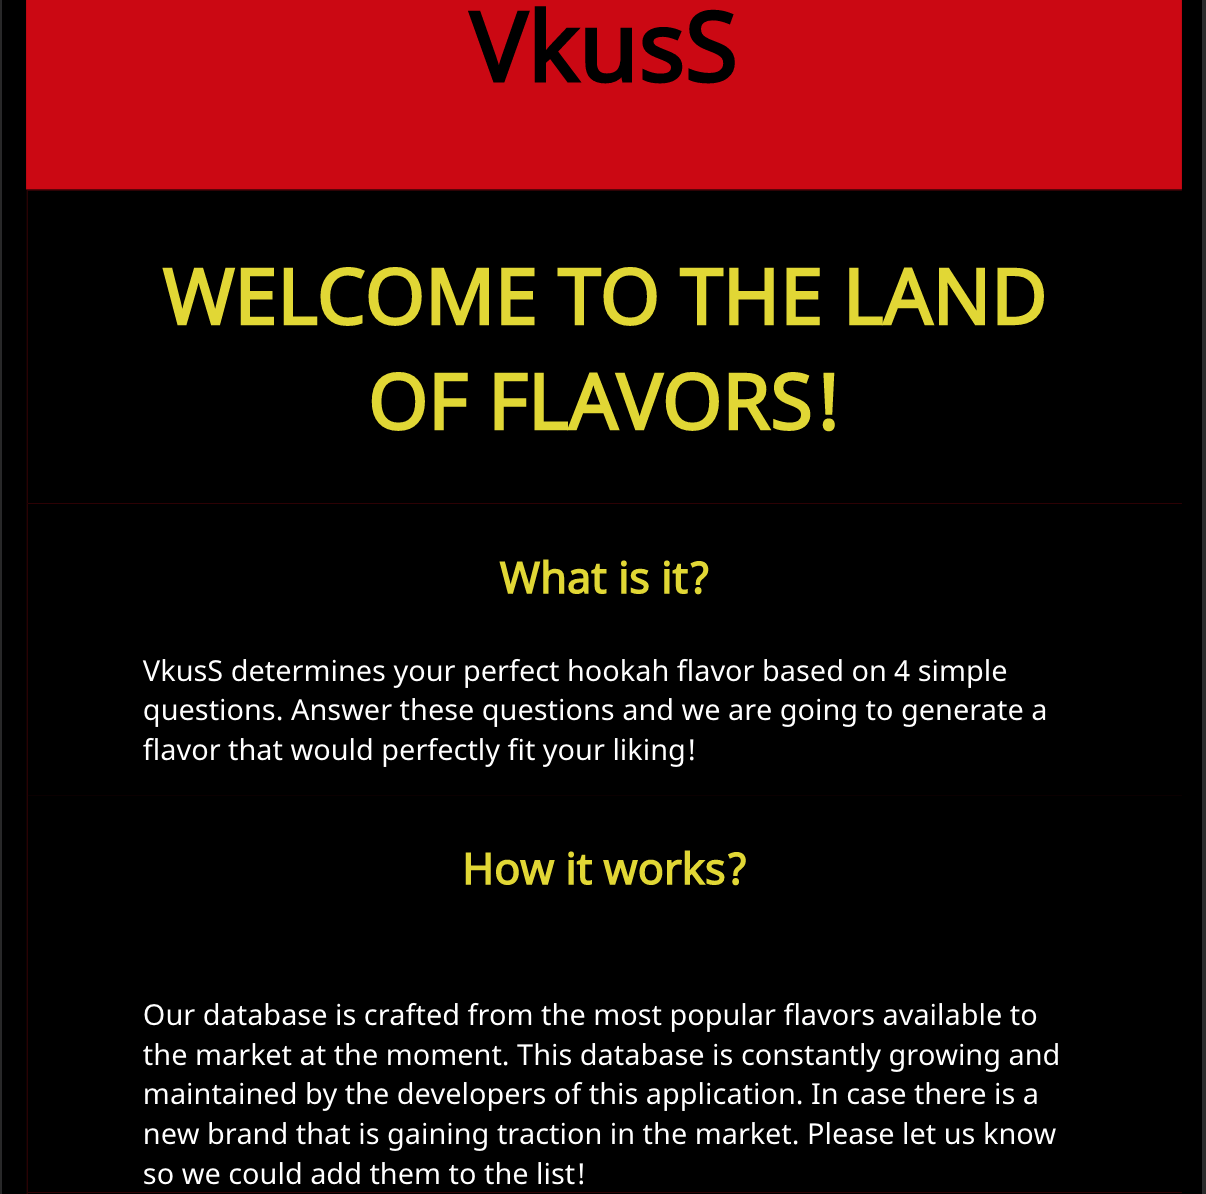 VkusS
WELCOME TO THE LAND
OF FLAVORS!
What is it?
VkusS determines your perfect hookah flavor based on 4 simple
questions. Answer these questions and we are going to generate a
flavor that would perfectly fit your liking!
How it works?
Our database is crafted from the most popular flavors available to
the market at the moment. This database is constantly growing and
maintained by the developers of this application. In case there is a
new brand that is gaining traction in the market. Please let us know
so we could add them to the list!